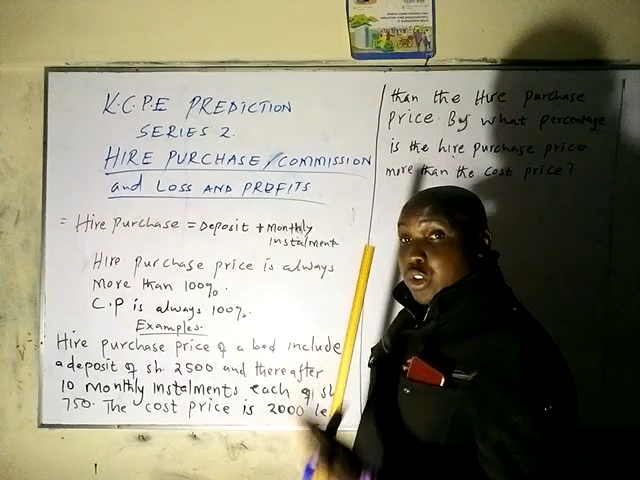 K.C.P.E PREDICTION
SERIES 2.
HIRE PURCHASE/COMMISSION
and LOSS AND PROFITS
= Hire purchase = Deposit + Monthly
instalment
Hire purchase price is always
more than 100%.
C.P is always 100%.
Examples.
Hire purchase price of a bed include
a deposit of sh. 2500 and thereafter
10 monthly instalments each of sh
750. The cost price is 2000 le
than the Hire purchase
price. By what percentage
is the hire purchase price
more than the cost price?